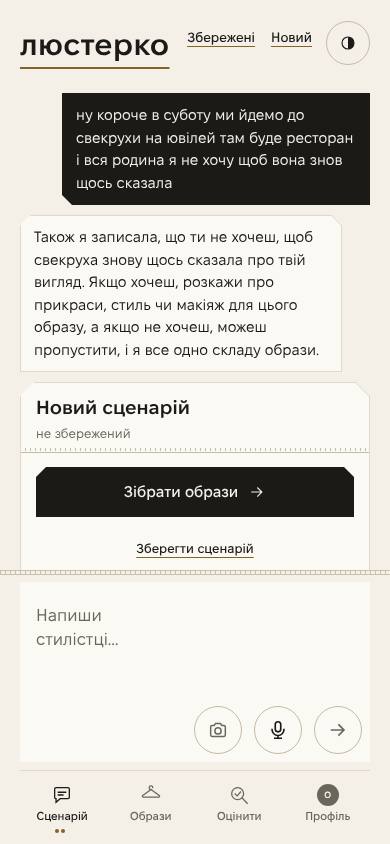 люстерко
Збережені
Новий
ну короче в суботу ми йдемо до
свекрухи на ювілей там буде ресторан
і вся родина я не хочу щоб вона знов
щось сказала
Також я записала, що ти не хочеш, щоб
свекруха знову щось сказала про твій
вигляд. Якщо хочеш, розкажи про
прикраси, стиль чи макіяж для цього
образу, а якщо не хочеш, можеш
пропустити, і я все одно складу образи.
Новий сценарій
не збережений
Зібрати образи →
Зберегти сценарій
Напиши
стилістці...
Сценарій
Образи
Оцінити
О
Профіль